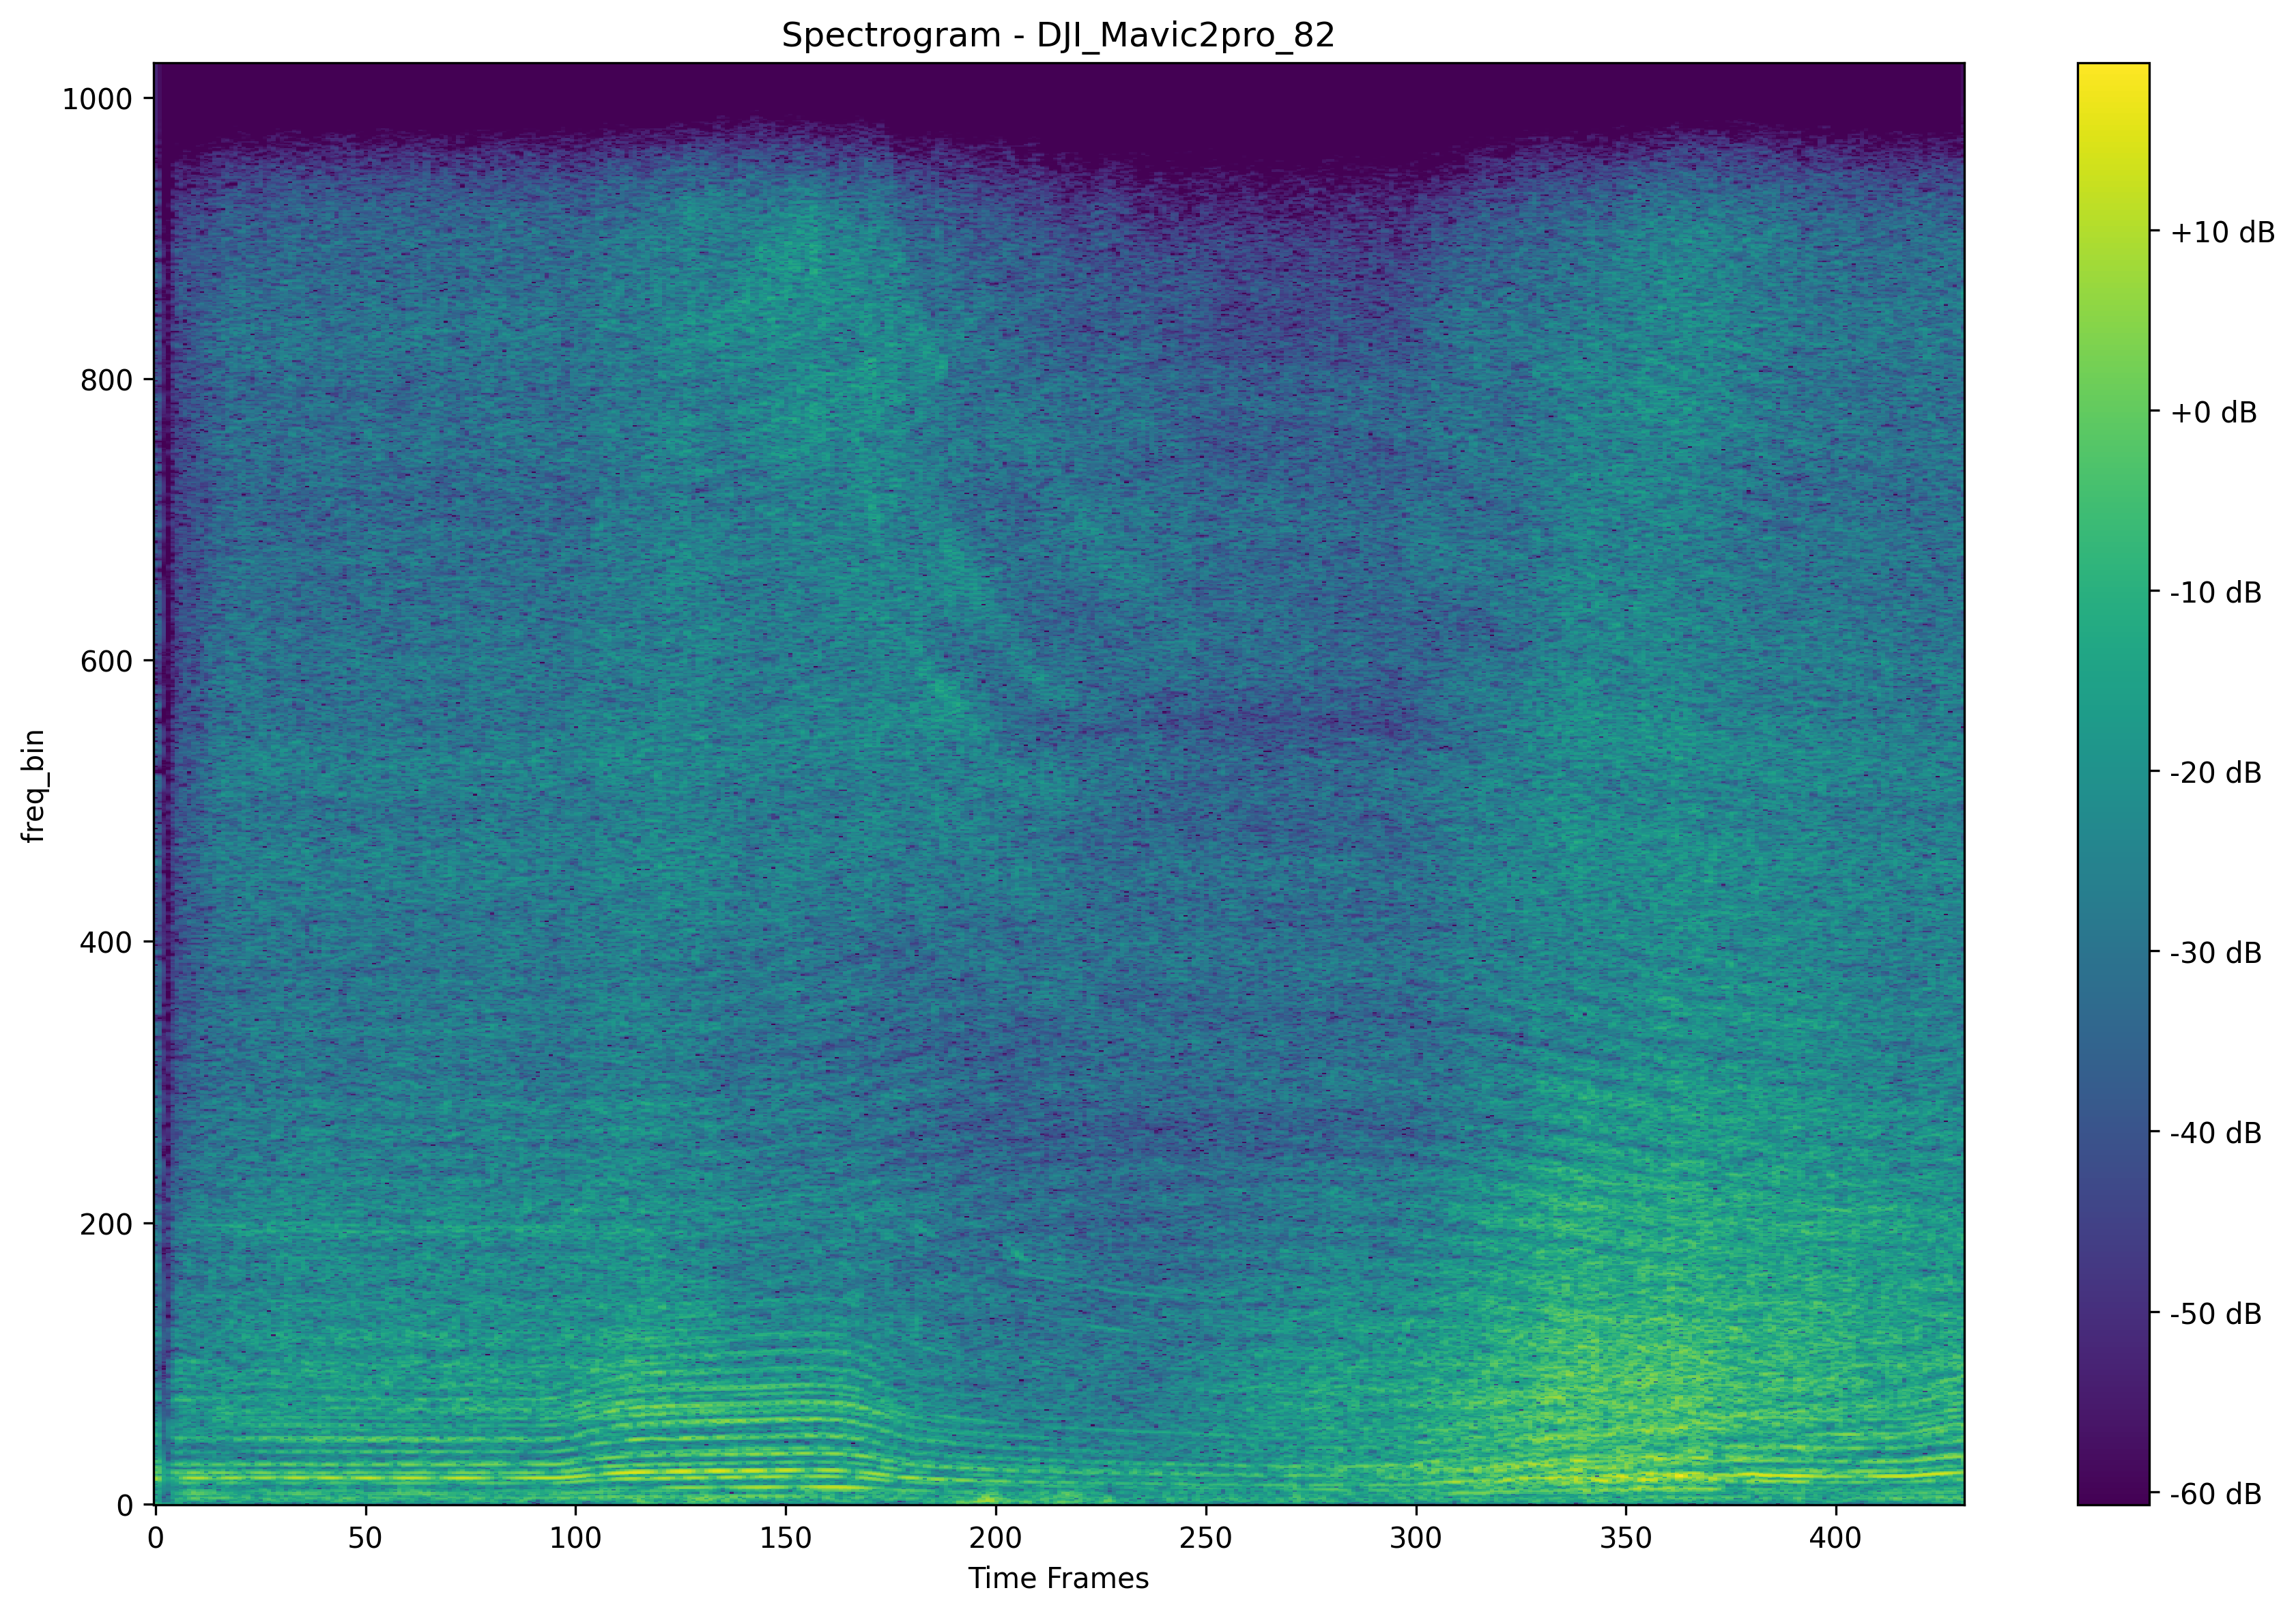 Spectrogram - DJI_Mavic2pro_82
1000
800
600
400
200
0
freq_bin
0 50 100 150 200 250 300 350 400
Time Frames
+10 dB
+0 dB
-10 dB
-20 dB
-30 dB
-40 dB
-50 dB
-60 dB